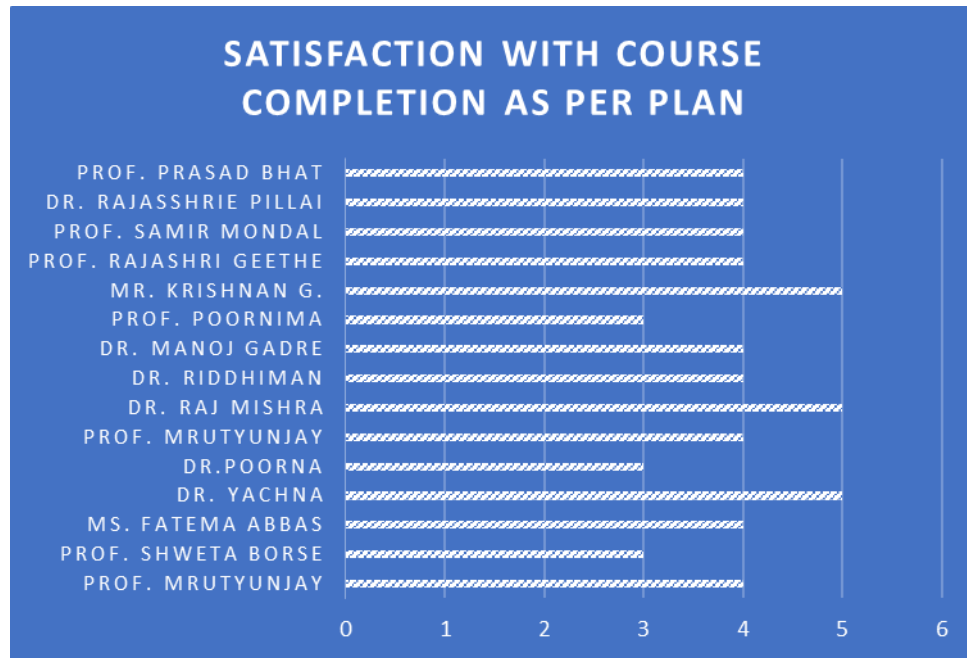 SATISFACTION WITH COURSE
COMPLETION AS PER PLAN
PROF. PRASAD BHAT
DR. RAJASSHRIE PILLAI
PROF. SAMIR MONDAL
PROF. RAJASHRI GEETHE
MR. KRISHNAN G.
PROF. POORNIMA
DR. MANOJ GADRE
DR. RIDDHIMAN
DR. RAJ MISHRA
PROF. MRUTYUNJAY
DR.POORNA
DR. YACHNA
MS. FATEMA ABBAS
PROF. SHWETA BORSE
PROF. MRUTYUNJAY
0 1 2 3 4 5 6